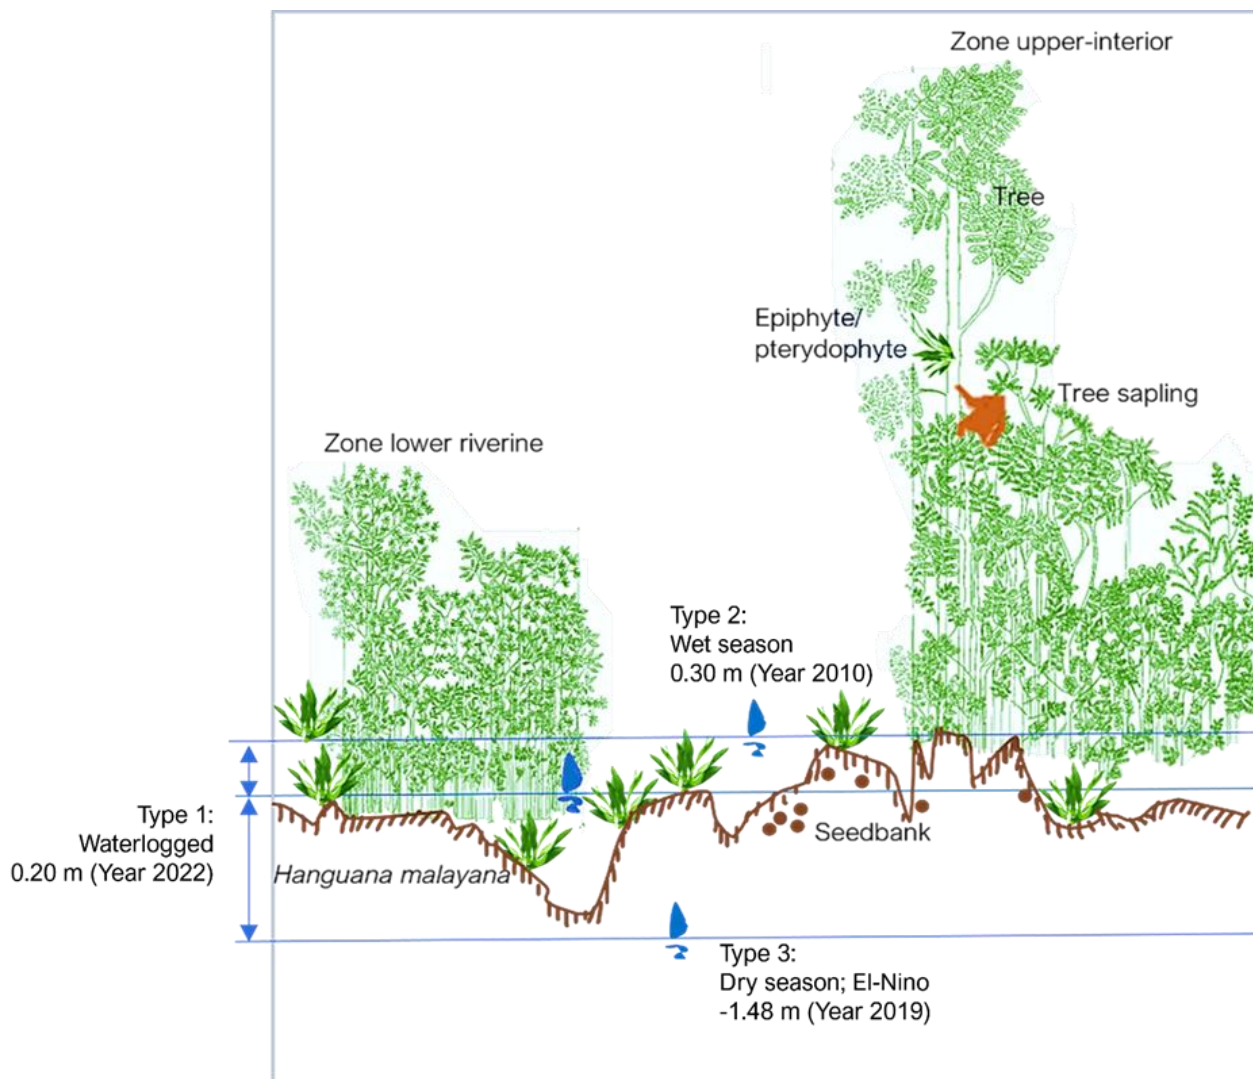 Zone upper-interior
Tree
Epiphyte/
pterydophyte
Tree sapling
Zone lower riverine
Type 2:
Wet season
0.30 m (Year 2010)
Type 1:
Waterlogged
0.20 m (Year 2022)
Seedbank
Hanguana malayana
Type 3:
Dry season; El-Nino
-1.48 m (Year 2019)